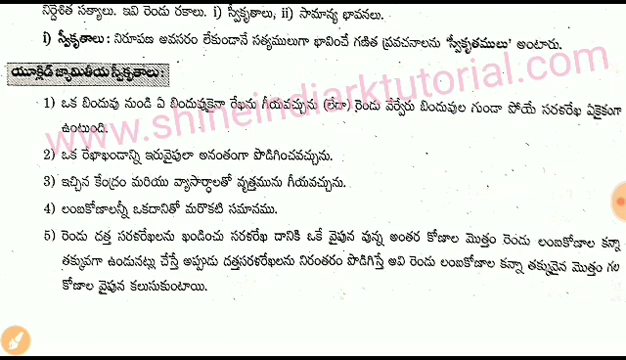 నిర్దేశిత సత్యాలు. ఇవి రెండు రకాలు. i) స్వీకృతాలు, ii) సామాన్య భావనలు.
i) స్వీకృతాలు : నిరూపణ అవసరం లేకుండానే సత్యములుగా భావించే గణిత ప్రవచనాలను 'స్వీకృతములు' అంటారు.
యూక్లిడ్ జ్యామితీయ స్వీకృతాలు :
1) ఒక బిందువు నుండి ఏ బిందువుకైనా రేఖను గీయవచ్చును (లేదా) రెండు వేర్వేరు బిందువుల గుండా పోయే సరళరేఖ ఏకైకంగా
ఉంటుంది.
www.shineindiarktutorial.com
2) ఒక రేఖాఖండాన్ని ఇరువైపులా అనంతంగా పొడిగించవచ్చును.
3) ఇచ్చిన కేంద్రం మరియు వ్యాసార్ధాలతో వృత్తమును గీయవచ్చును.
4) లంబకోణాలన్నీ ఒకదానితో మరొకటి సమానము.
5) రెండు దత్త సరళరేఖలను ఖండించు సరళరేఖ దానికి ఒకే వైపున వున్న అంతర కోణాల మొత్తం రెండు లంబకోణాల కన్నా
తక్కువగా ఉండునట్లు చేస్తే అప్పుడు దత్తసరళరేఖలను నిరంతరం పొడిగిస్తే అవి రెండు లంబకోణాల కన్నా తక్కువైన మొత్తం గల
కోణాల వైపున కలుసుకుంటాయి.